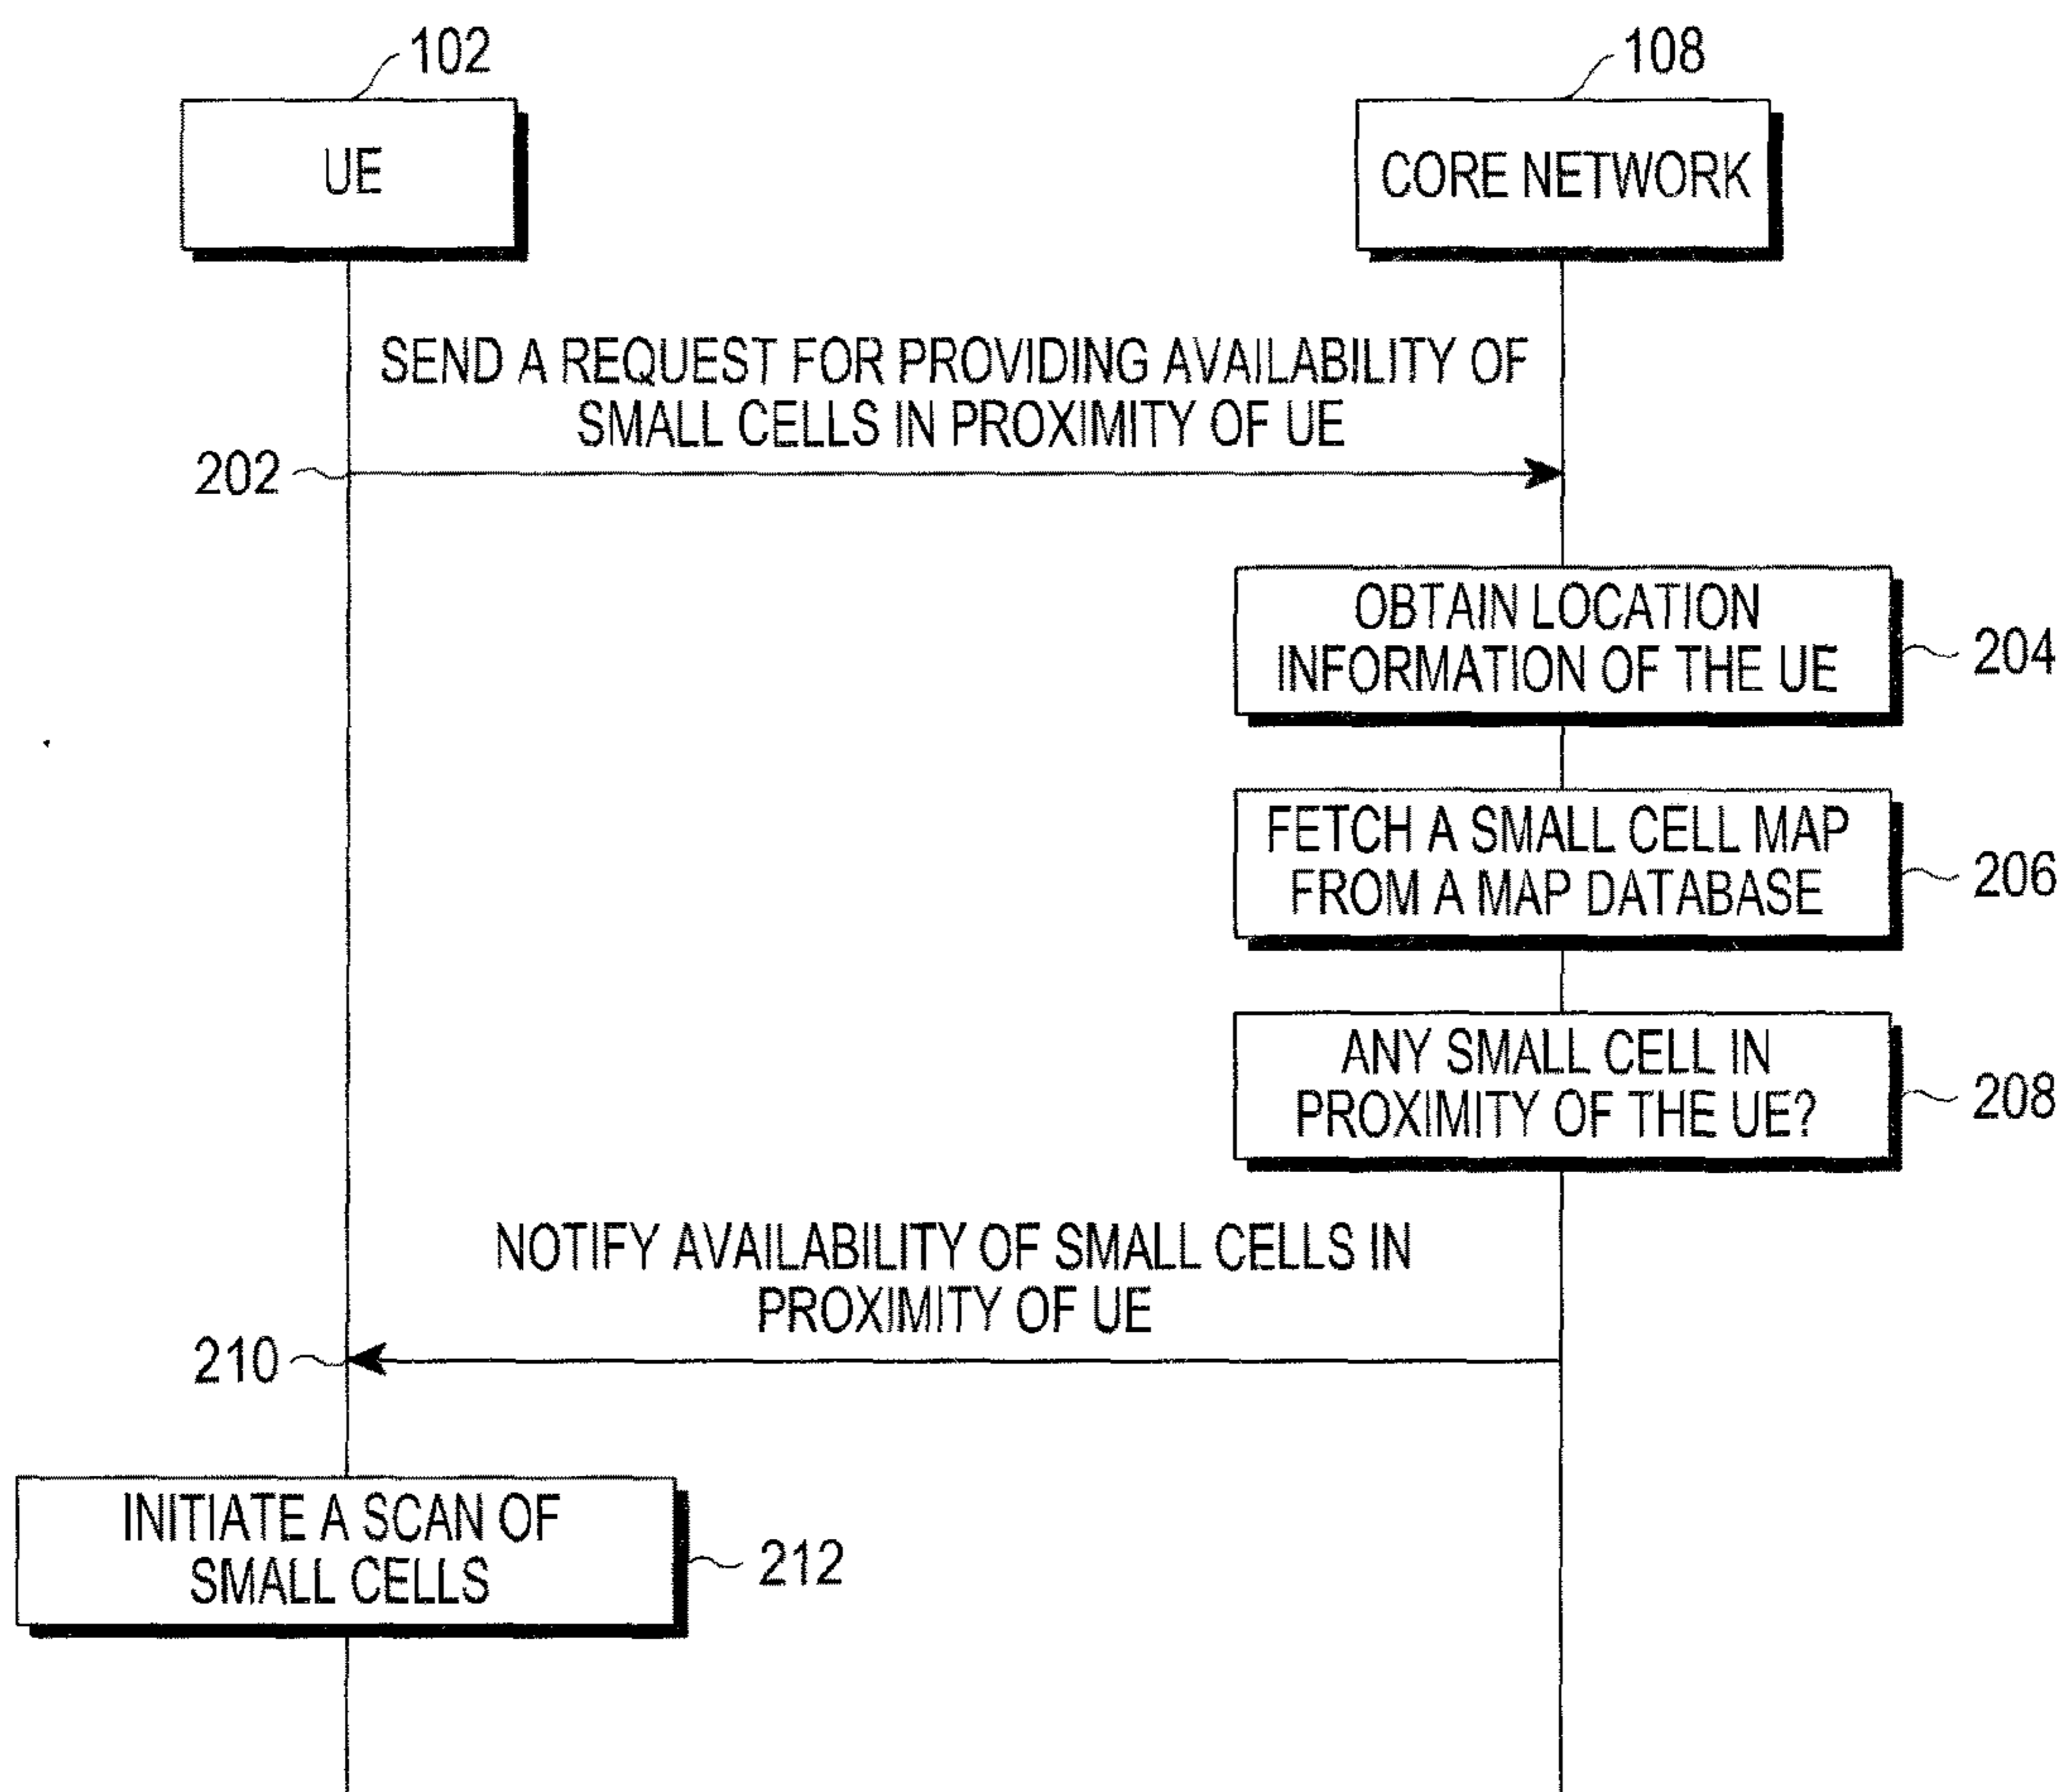 102
108
UE
CORE NETWORK
SEND A REQUEST FOR PROVIDING AVAILABILITY OF
SMALL CELLS IN PROXIMITY OF UE
202
OBTAIN LOCATION
INFORMATION OF THE UE
204
FETCH A SMALL CELL MAP
FROM A MAP DATABASE
206
ANY SMALL CELL IN
PROXIMITY OF THE UE?
208
NOTIFY AVAILABILITY OF SMALL CELLS IN
PROXIMITY OF UE
210
INITIATE A SCAN OF
SMALL CELLS
212